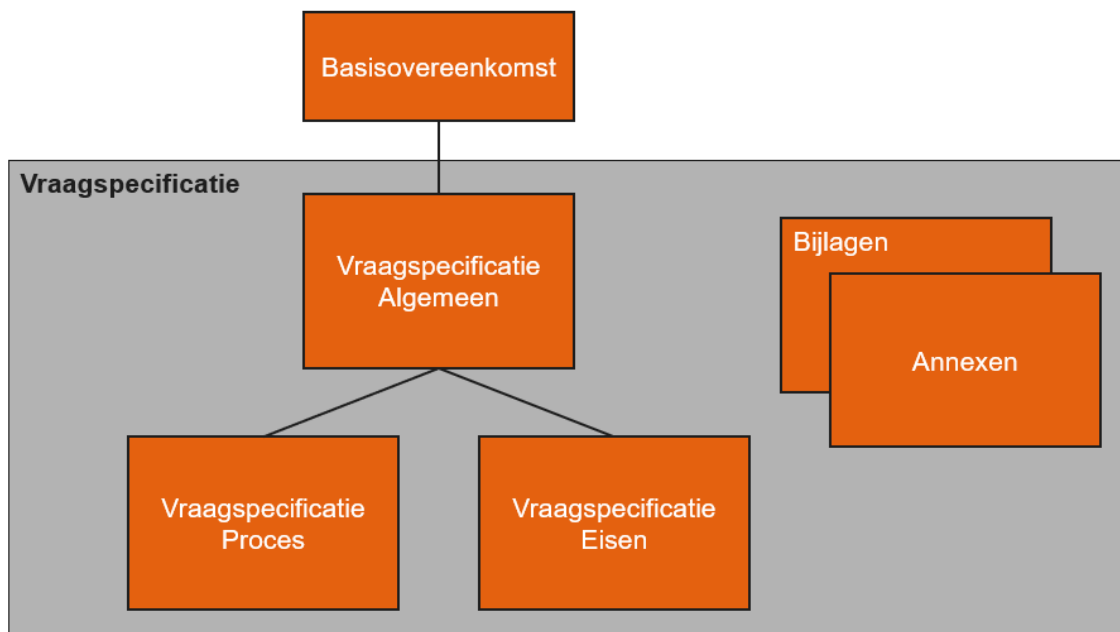 Basisovereenkomst
Vraagspecificatie
Vraagspecificatie
Algemeen
Bijlagen
Annexen
Vraagspecificatie
Proces
Vraagspecificatie
Eisen